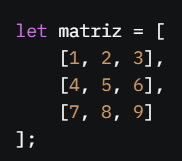 let matriz = [
    [1, 2, 3],
    [4, 5, 6],
    [7, 8, 9]
];